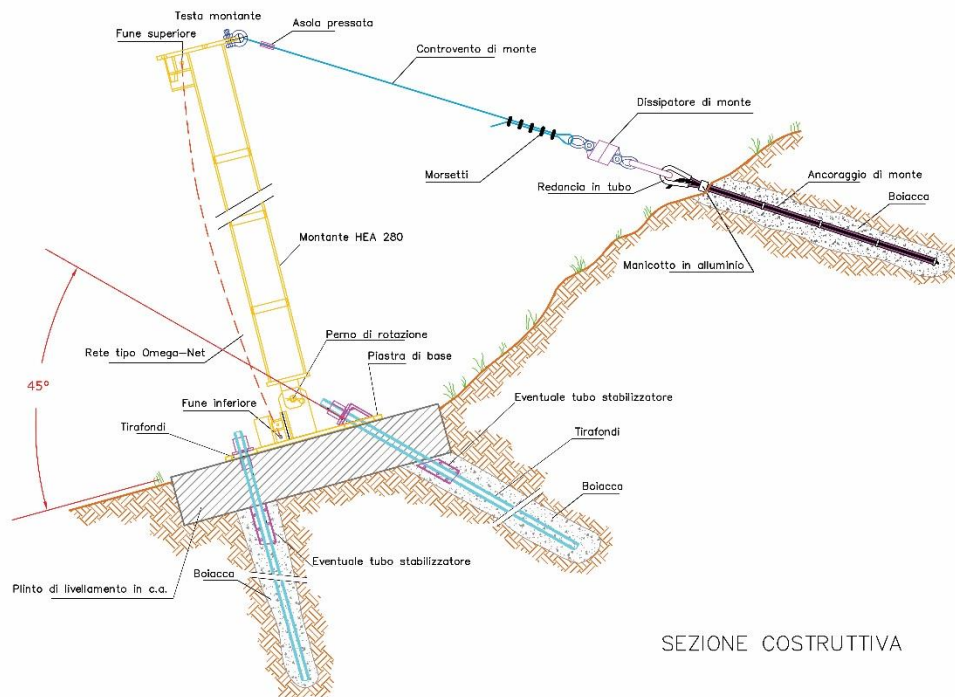 Testa montante
Fune superiore
Asola pressata
Controvento di monte
Dissipatore di monte
Morsetti
Redancia in tubo
Ancoraggio di monte
Boiacca
Manicotto in alluminio
Montante HEA 280
Perno di rotazione
Rete tipo Omega-Net
Piastra di base
45°
Fune inferiore
Eventuale tubo stabilizzatore
Tirafondi
Tirafondi
Boiacca
Eventuale tubo stabilizzatore
Boiacca
Plinto di livellamento in c.a.
SEZIONE COSTRUTTIVA